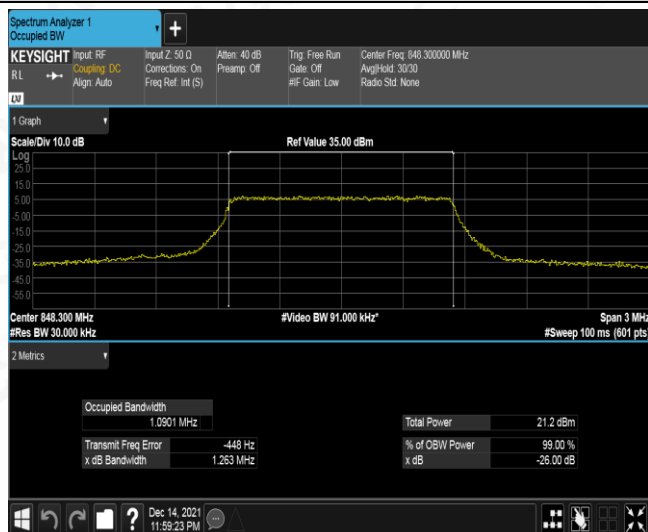 Spectrum Analyzer 1
Occupied BW
KEYSIGHT
R L
LXI
Input: RF
Coupling: DC
Align: Auto
Input Z: 50 Ω
Corrections: On
Freq Ref: Int (S)
Atten: 40 dB
Preamp: Off
Trig: Free Run
Gate: Off
#IF Gain: Low
Center Freq: 848.300000 MHz
Avg|Hold: 30/30
Radio Std: None
1 Graph
Scale/Div 10.0 dB
Ref Value 35.00 dBm
Log
25.0
15.0
5.00
-5.00
-15.0
-25.0
-35.0
-45.0
-55.0
Center 848.300 MHz
#Video BW 91.000 kHz*
Span 3 MHz
#Res BW 30.000 kHz
#Sweep 100 ms (601 pts)
2 Metrics
Occupied Bandwidth
1.0901 MHz
Total Power 21.2 dBm
Transmit Freq Error -448 Hz
% of OBW Power 99.00 %
x dB Bandwidth 1.263 MHz
x dB -26.00 dB
?
Dec 14, 2021
11:59:23 PM